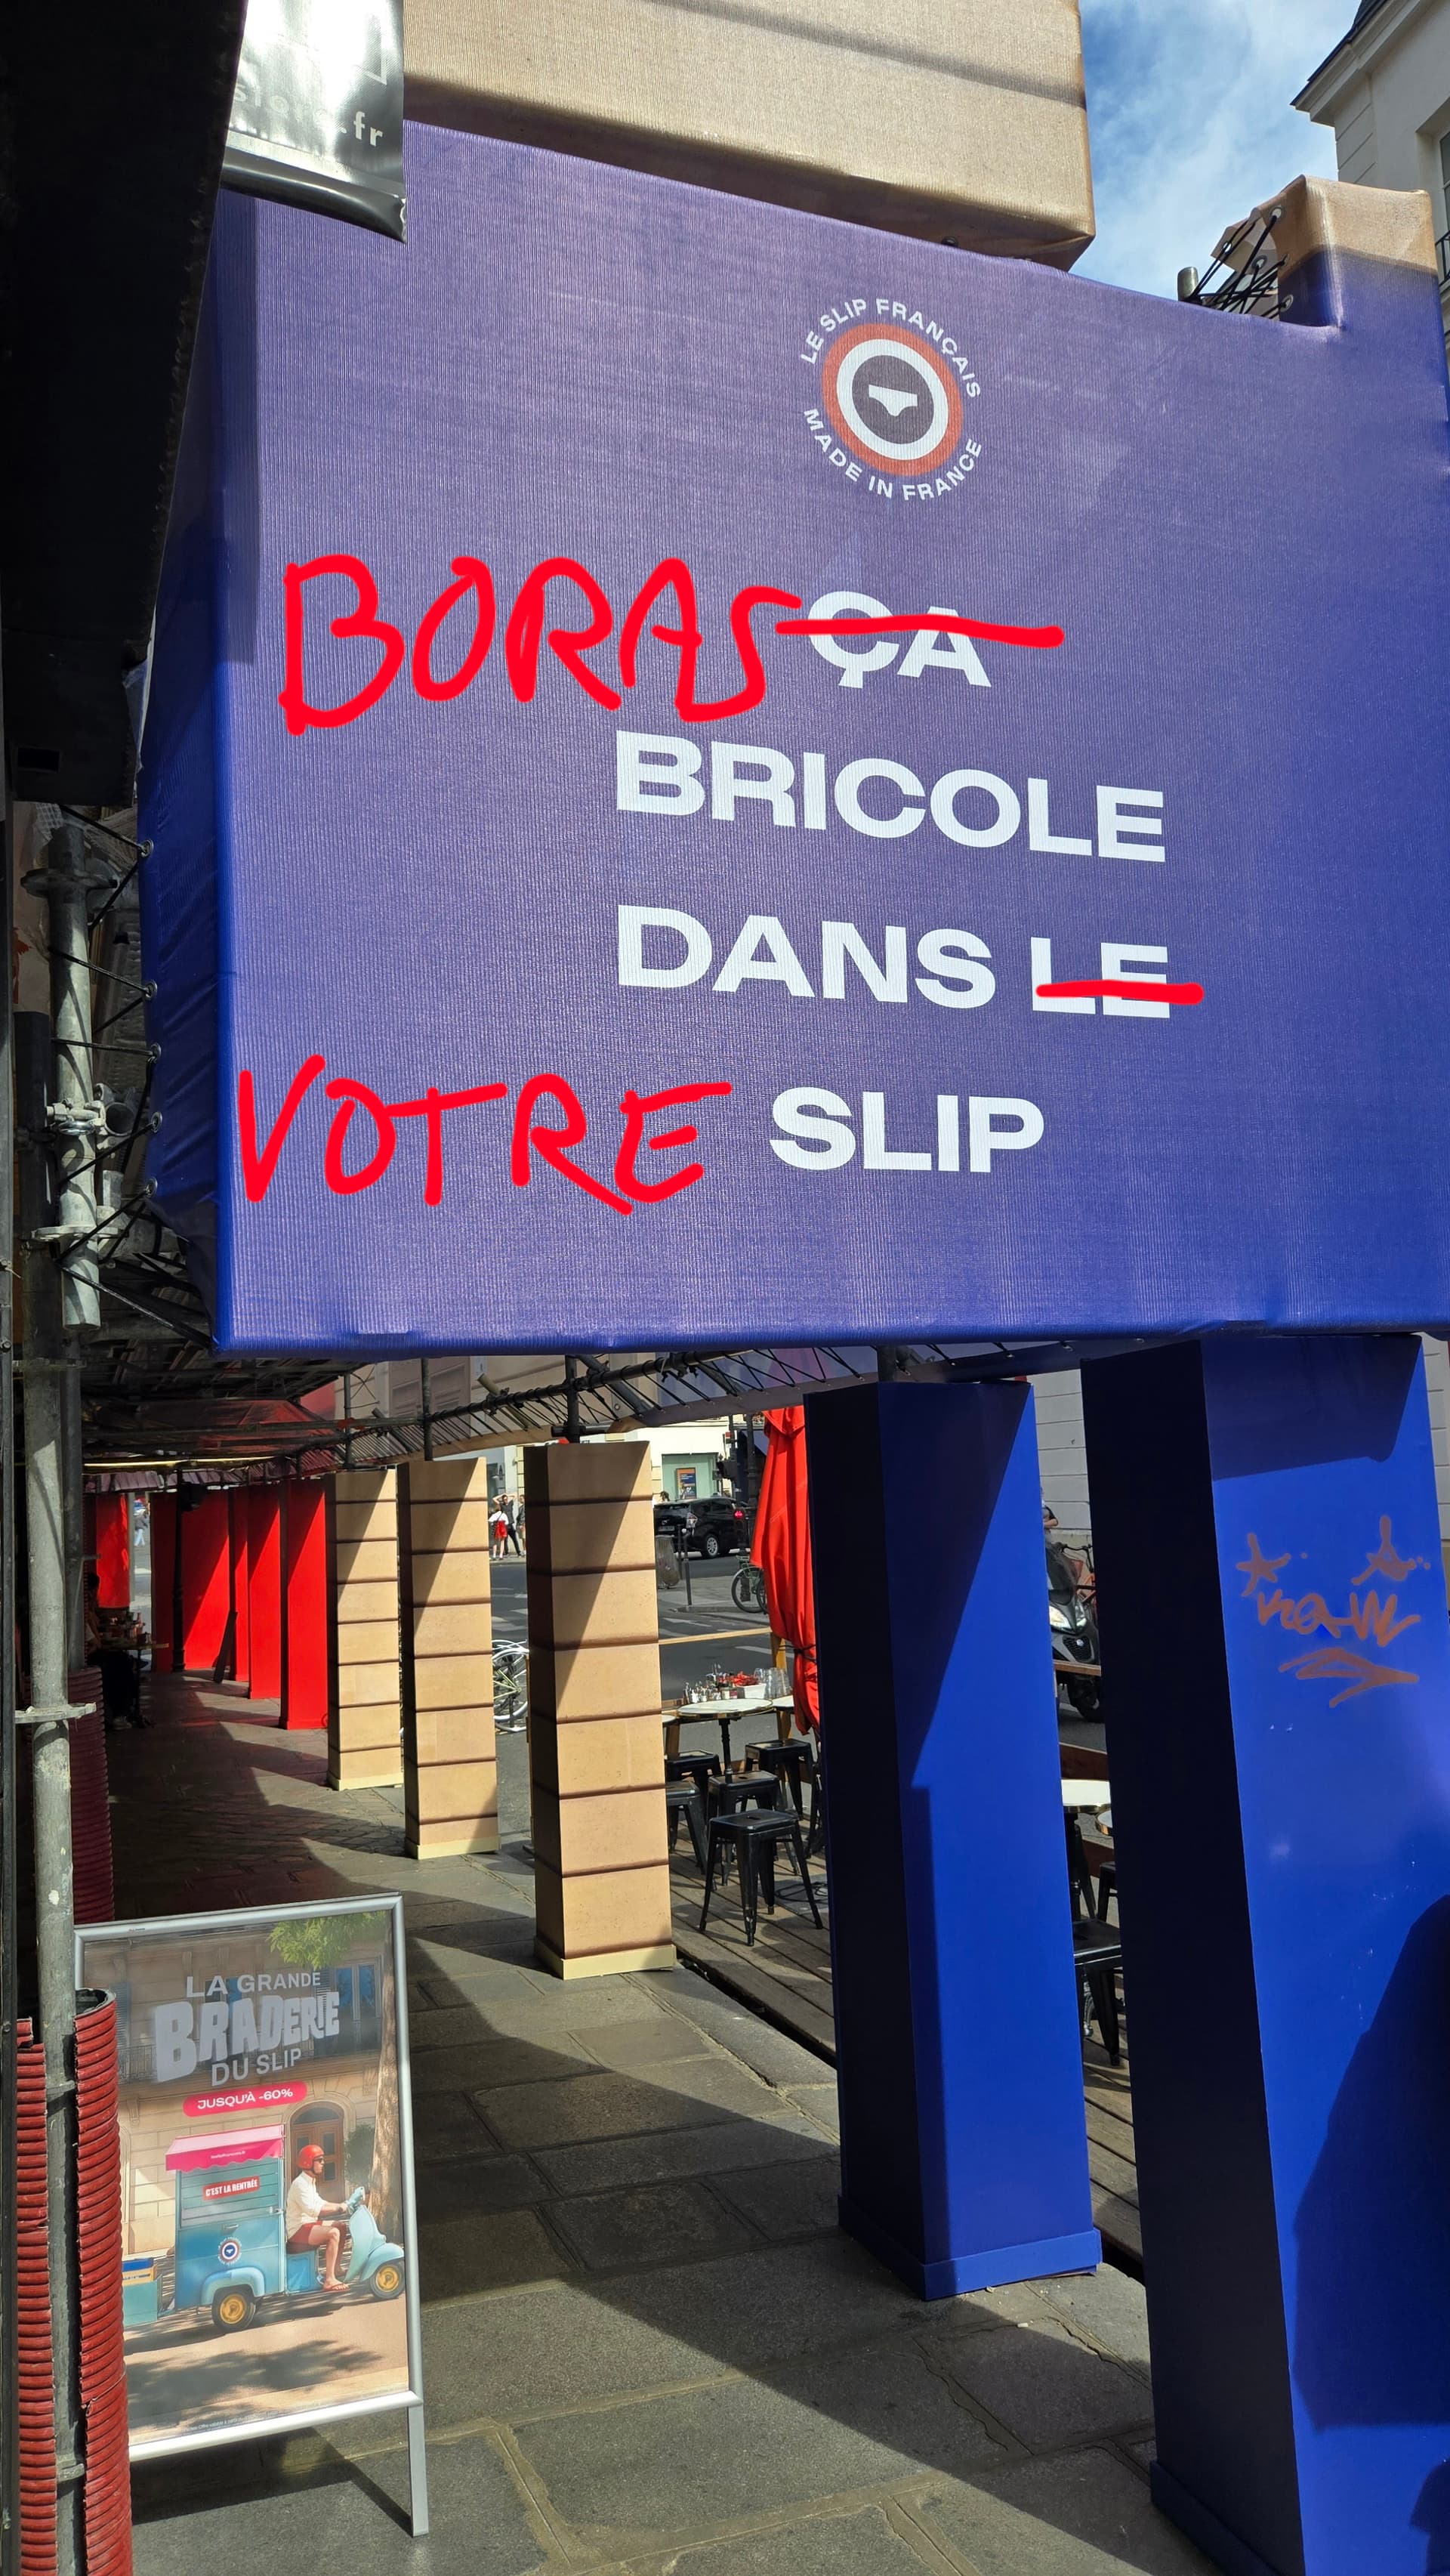 .fr
LE SLIP FRANÇAIS
MADE IN FRANCE
BORAS ÇA
BRICOLE
DANS LE
VOTRE SLIP
LA GRANDE
BRADERIE
DU SLIP
JUSQU'À -60%
C'EST LA RENTRÉE